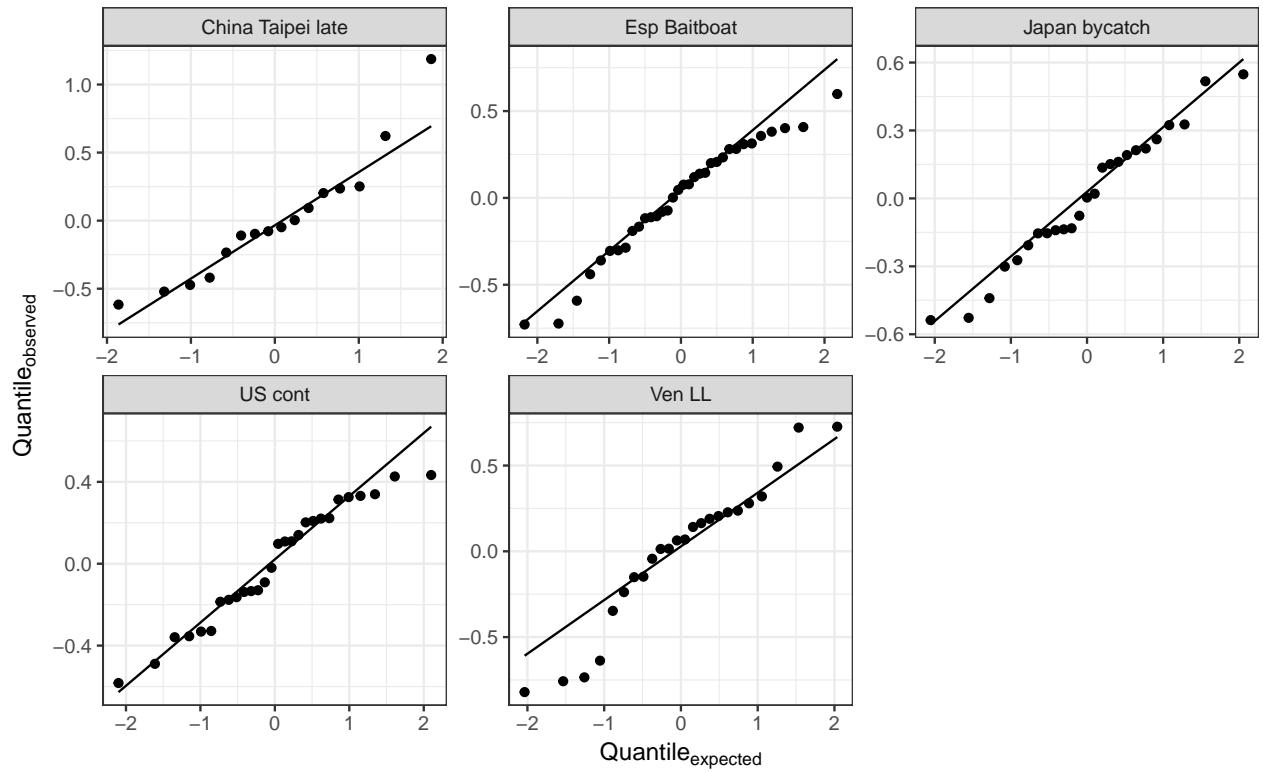 China Taipei late
Esp Baitboat
Japan bycatch
1.0
0.5
0.0
−0.5
−2 −1 0 1 2
0.5
0.0
−0.5
−2 −1 0 1 2
0.6
0.3
0.0
−0.3
−0.6
−2 −1 0 1 2
US cont
Ven LL
0.4
0.0
−0.4
−2 −1 0 1 2
0.5
0.0
−0.5
−2 −1 0 1 2
Quantile_observed
Quantile_expected